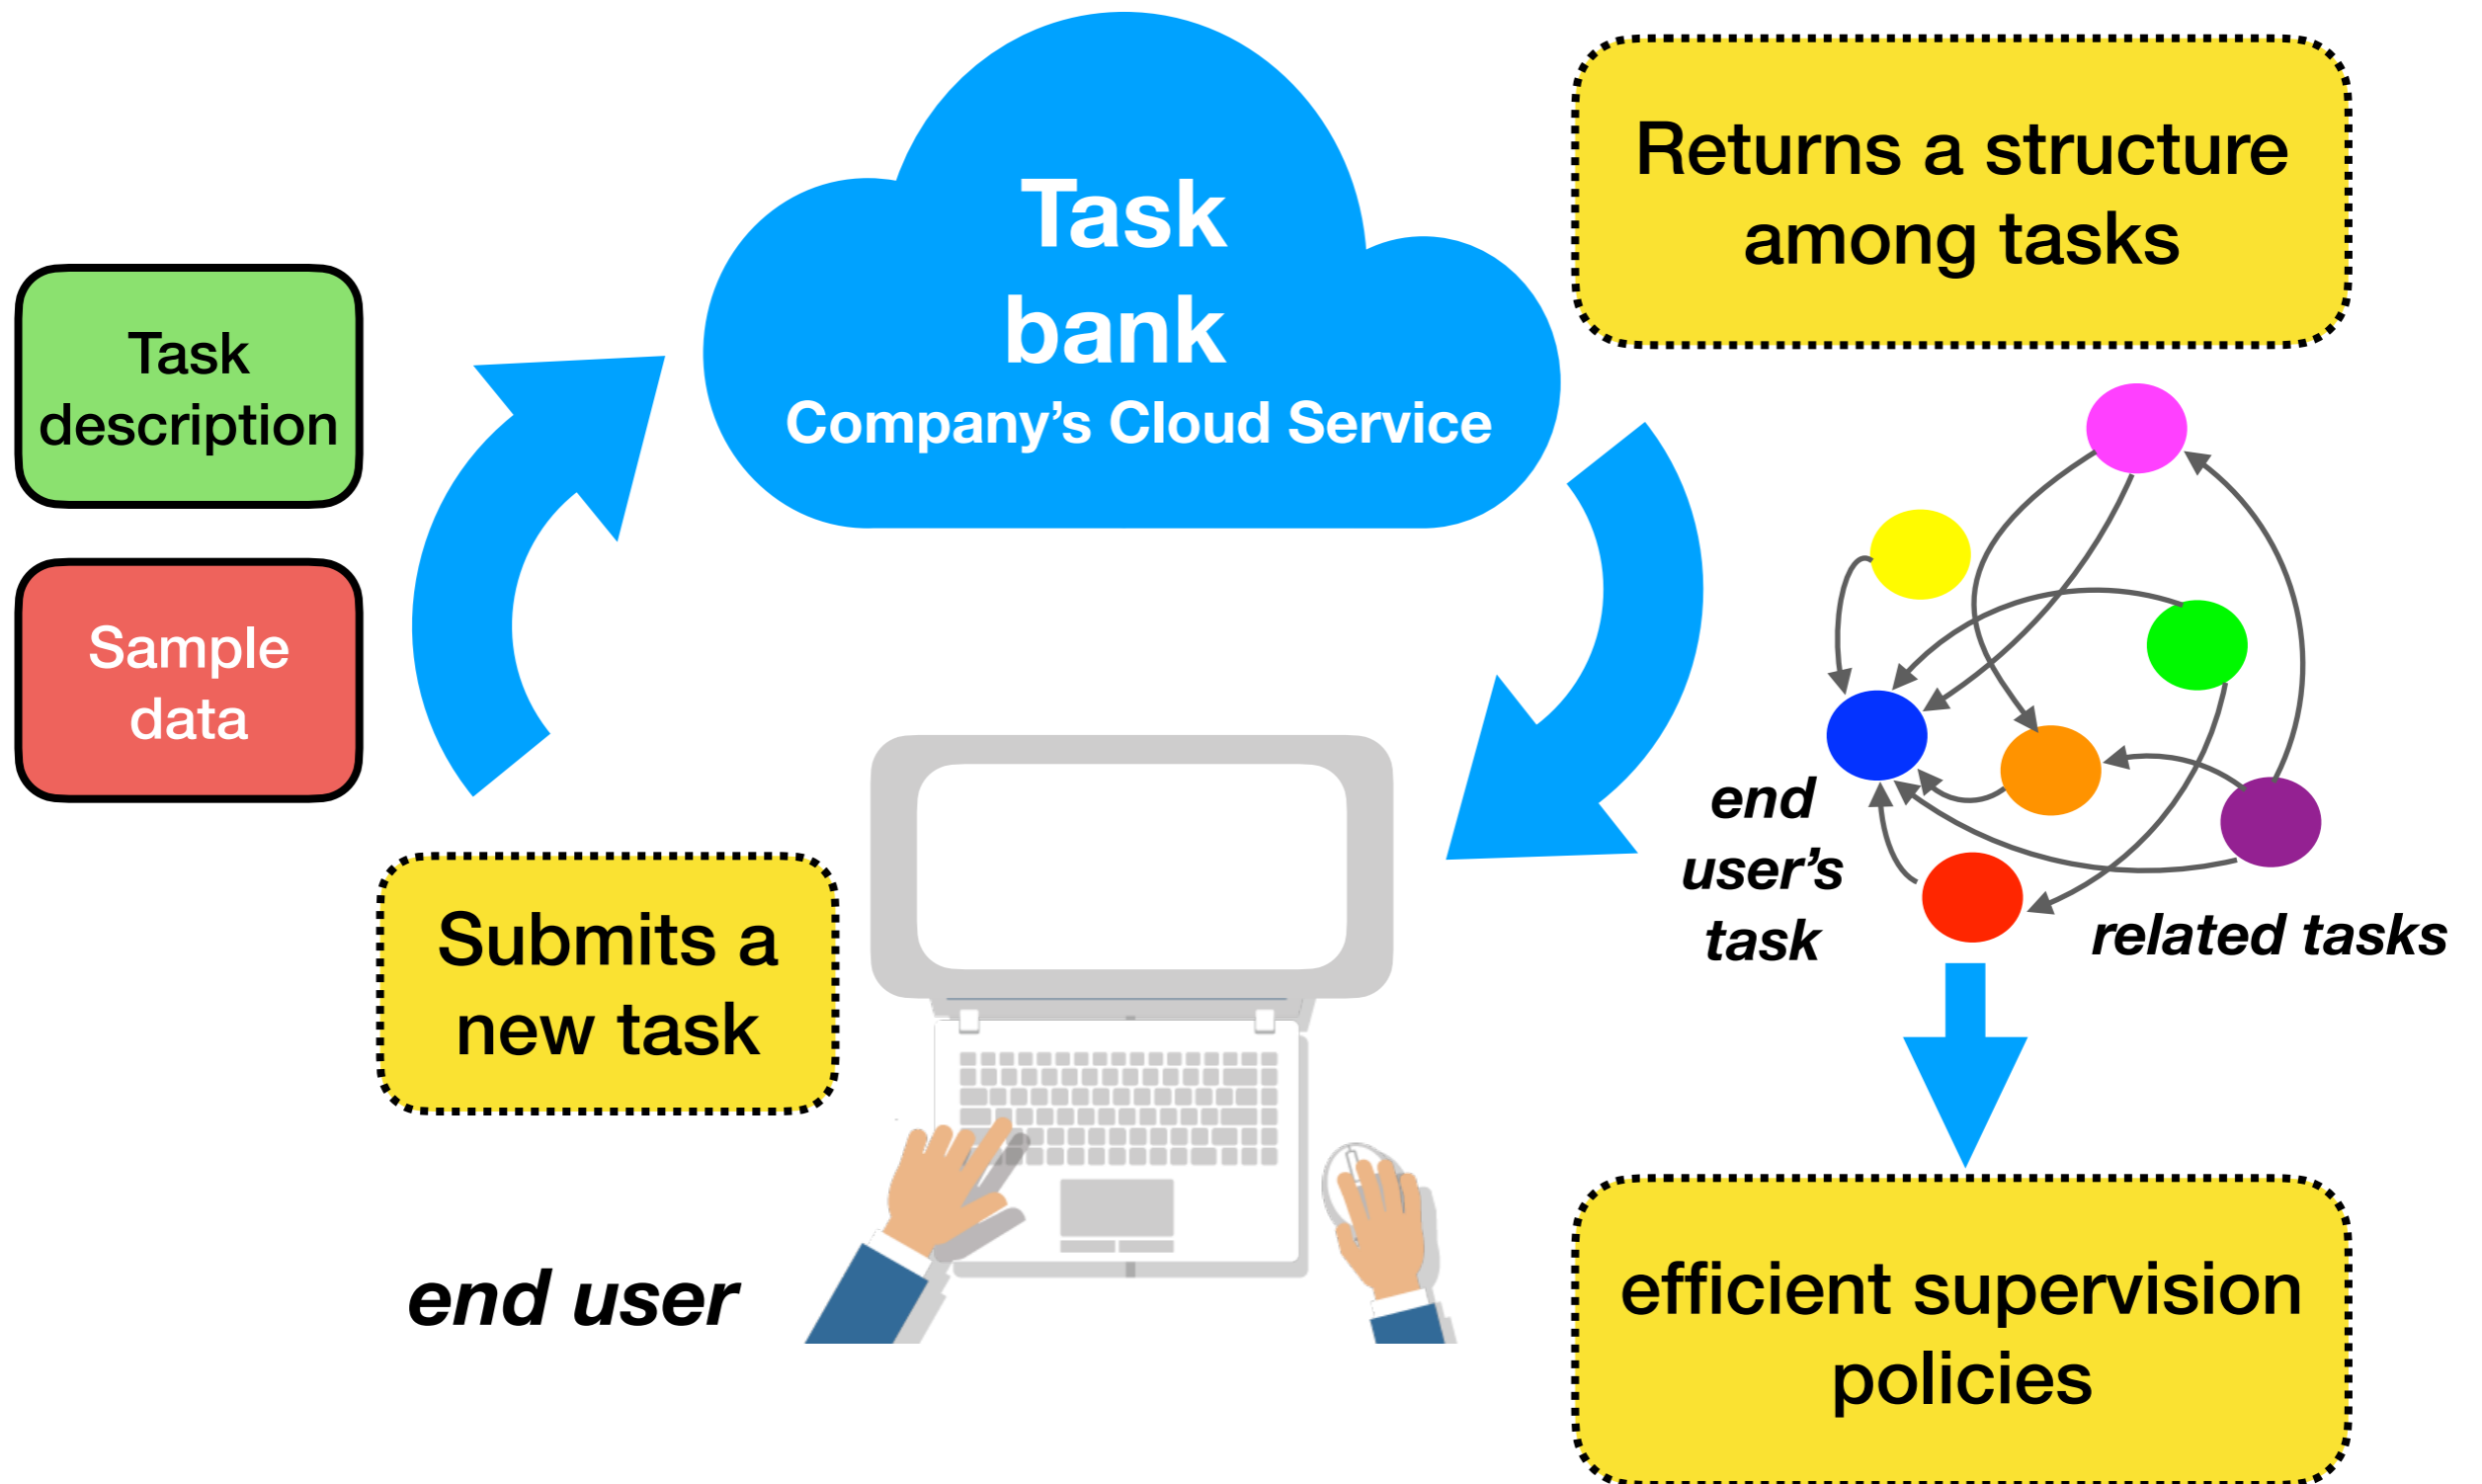 Task
description
Sample
data
Task
bank
Company's Cloud Service
Returns a structure
among tasks
Submits a
new task
end user
end
user's
task
related tasks
efficient supervision
policies